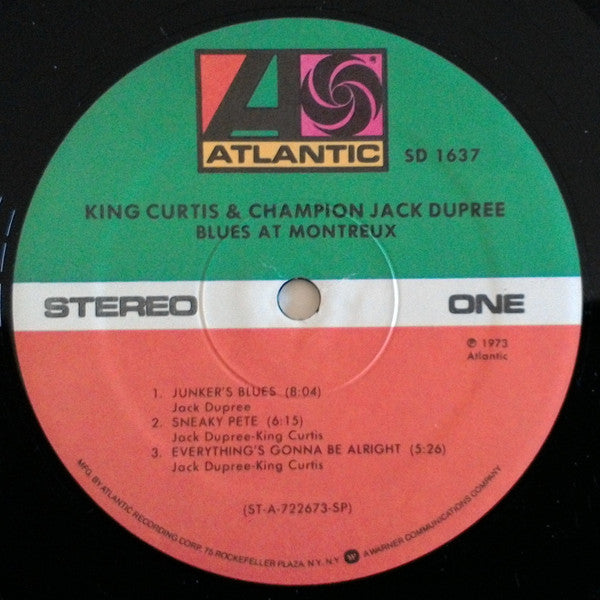 ATLANTIC
SD 1637
KING CURTIS & CHAMPION JACK DUPREE
BLUES AT MONTREUX
STEREO ONE
℗ 1973
Atlantic
1. JUNKER'S BLUES (8:04)
Jack Dupree
2. SNEAKY PETE (6:15)
Jack Dupree-King Curtis
3. EVERYTHING'S GONNA BE ALRIGHT (5:26)
Jack Dupree-King Curtis
(ST-A-722673-SP)
MFG. BY ATLANTIC RECORDING CORP. 75 ROCKEFELLER PLAZA, N.Y. N.Y. A WARNER COMMUNICATIONS COMPANY